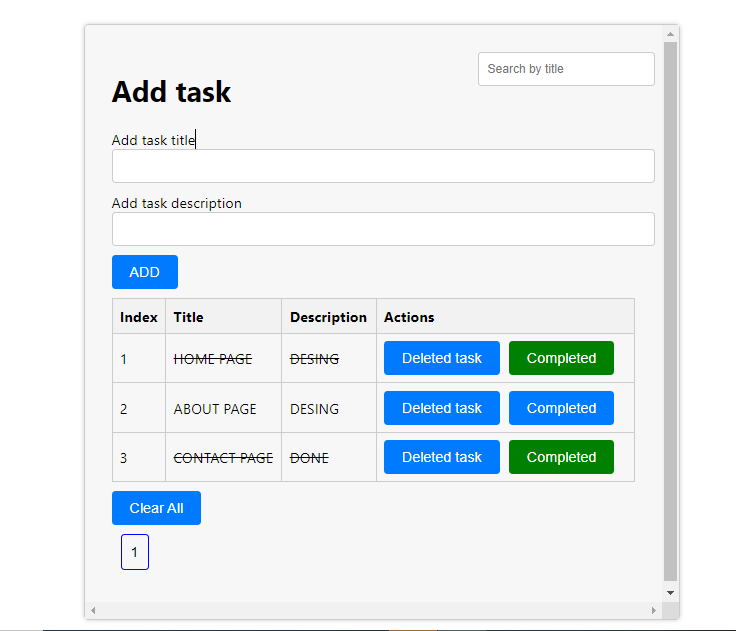 Search by title
Add task
Add task title
Add task description
ADD
Index Title Description Actions
1 HOME PAGE DESING Deleted task Completed
2 ABOUT PAGE DESING Deleted task Completed
3 CONTACT PAGE DONE Deleted task Completed
Clear All
1